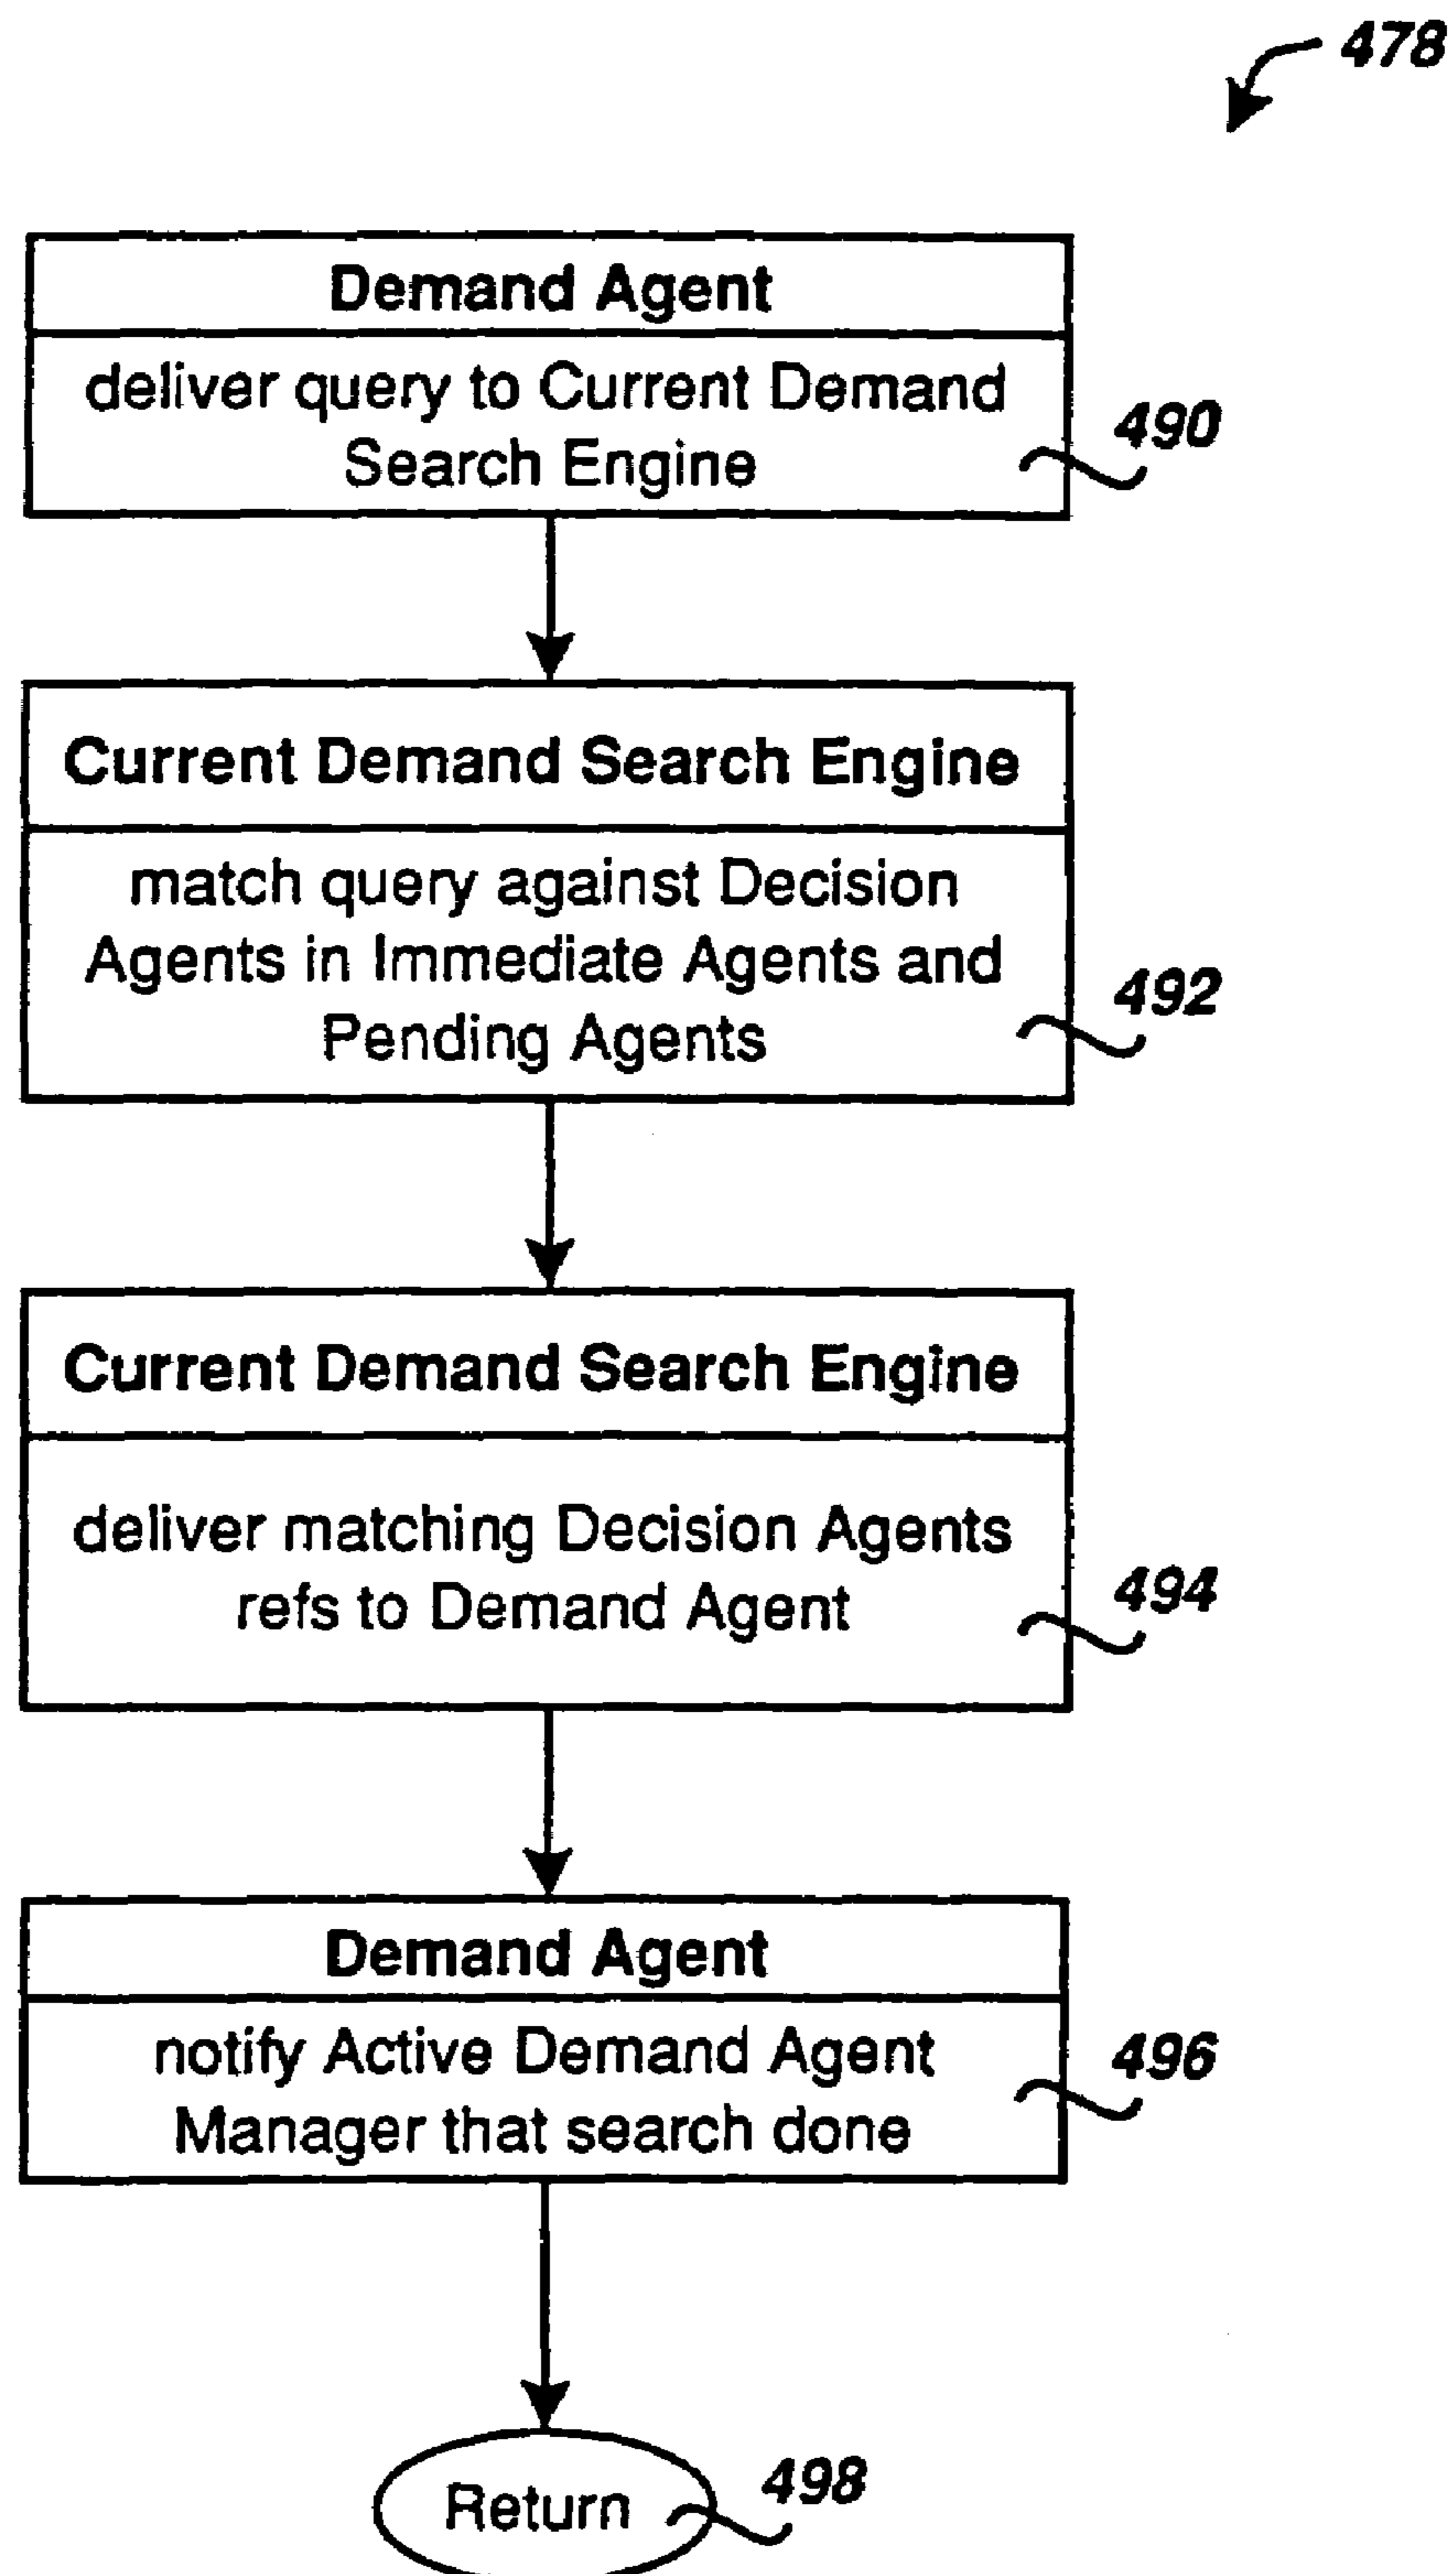 478
Demand Agent
deliver query to Current Demand
Search Engine
490
Current Demand Search Engine
match query against Decision
Agents in Immediate Agents and
Pending Agents
492
Current Demand Search Engine
deliver matching Decision Agents
refs to Demand Agent
494
Demand Agent
notify Active Demand Agent
Manager that search done
496
Return
498